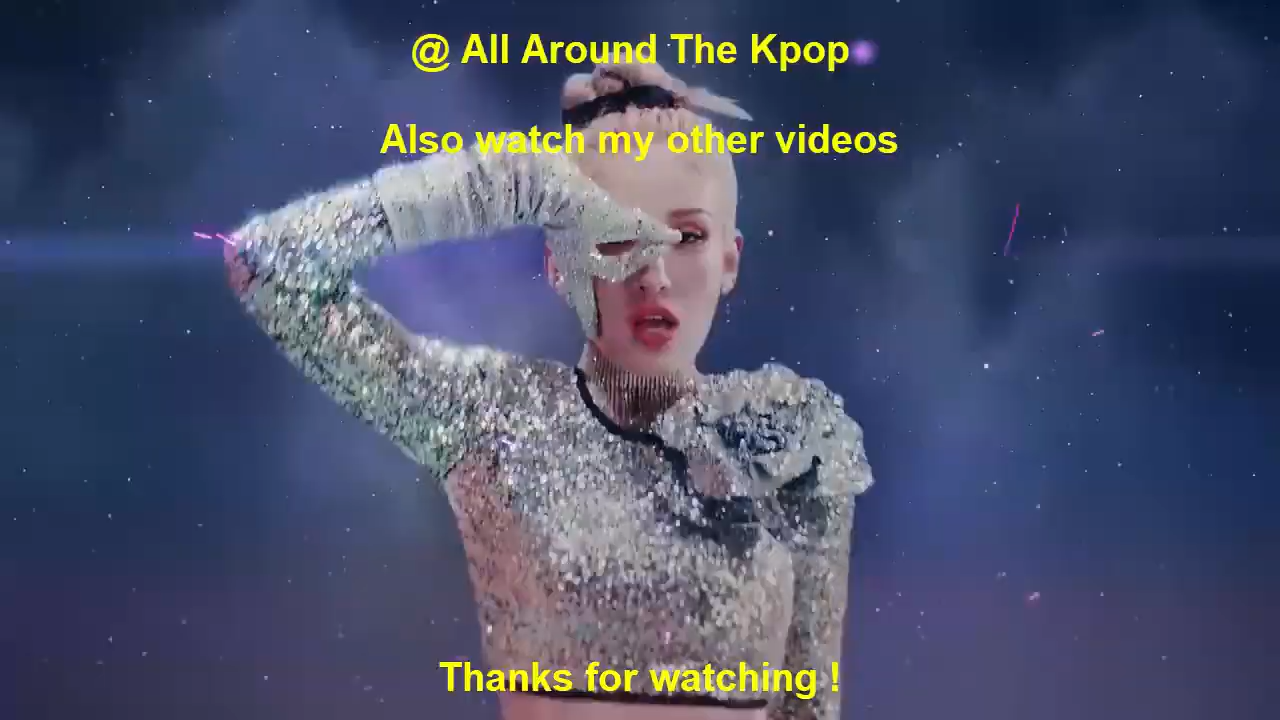 @ All Around The Kpop
Also watch my other videos
Thanks for watching !